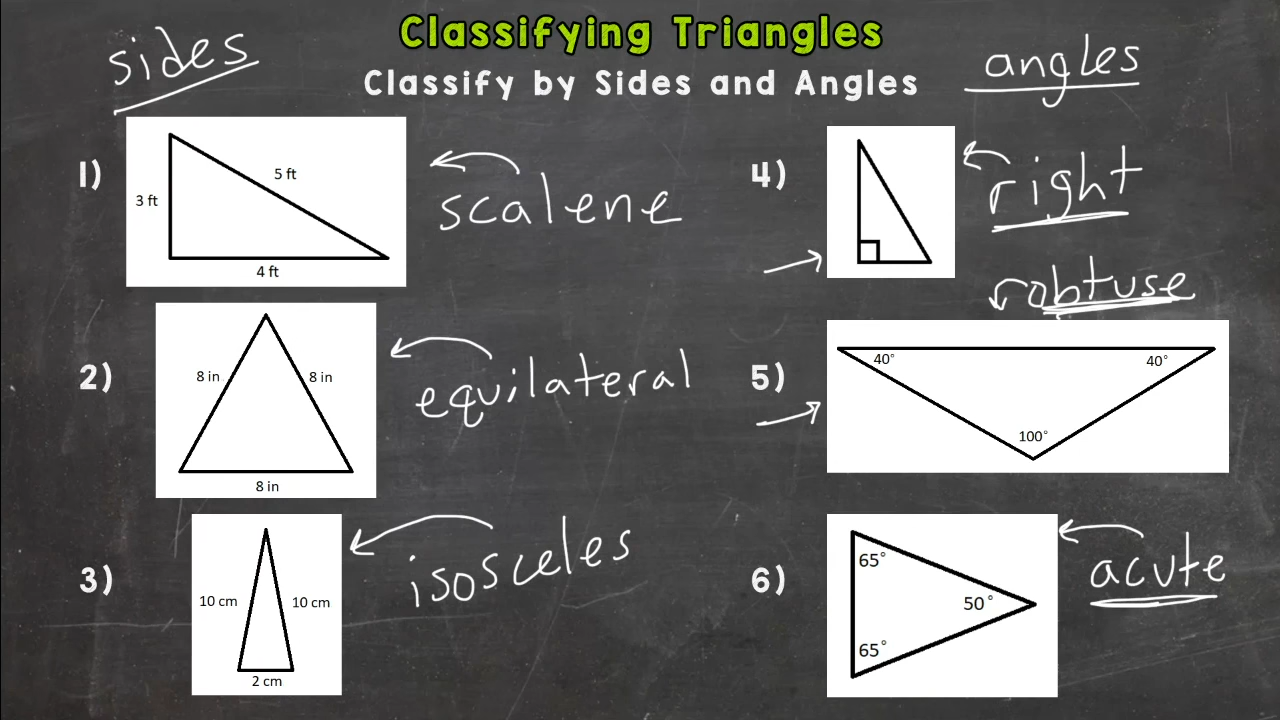 Classifying Triangles
Classify by Sides and Angles
sides
1)
3 ft
5 ft
4 ft
scalene
2)
8 in
8 in
8 in
equilateral
3)
10 cm
10 cm
2 cm
isosceles
angles
4)
right
5)
obtuse
40°
40°
100°
6)
65°
50°
65°
acute